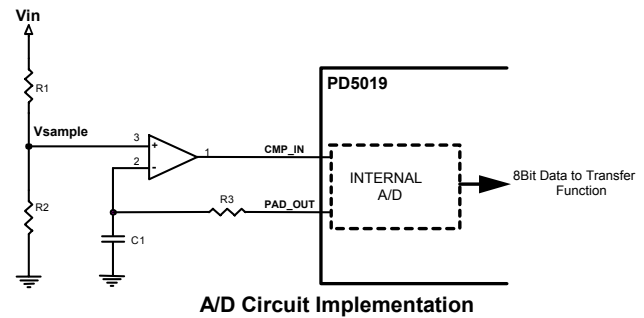 Vin
R1
PD5019
Vsample
3
+
1
CMP_IN
2
-
INTERNAL
A/D
8Bit Data to Transfer
Function
R2
R3
PAD_OUT
C1
A/D Circuit Implementation